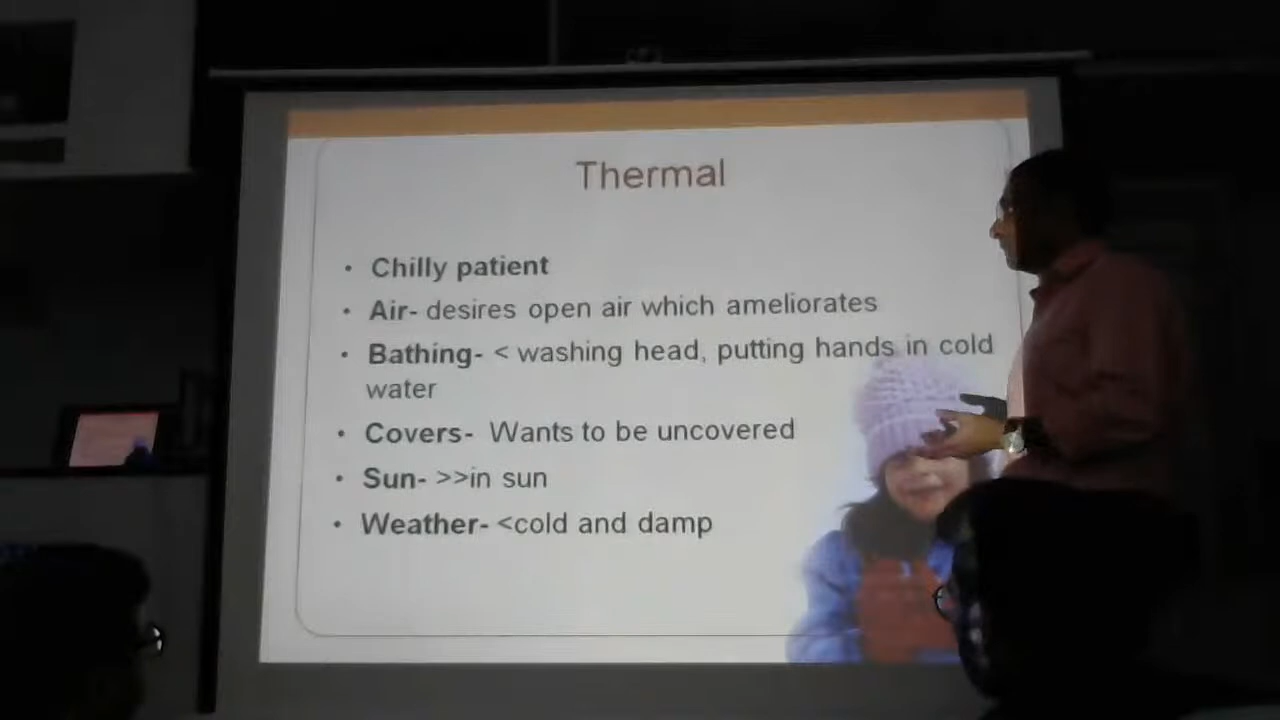 Thermal
• Chilly patient
• Air- desires open air which ameliorates
• Bathing- < washing head, putting hands in cold
water
• Covers- Wants to be uncovered
• Sun- >>in sun
• Weather- <cold and damp